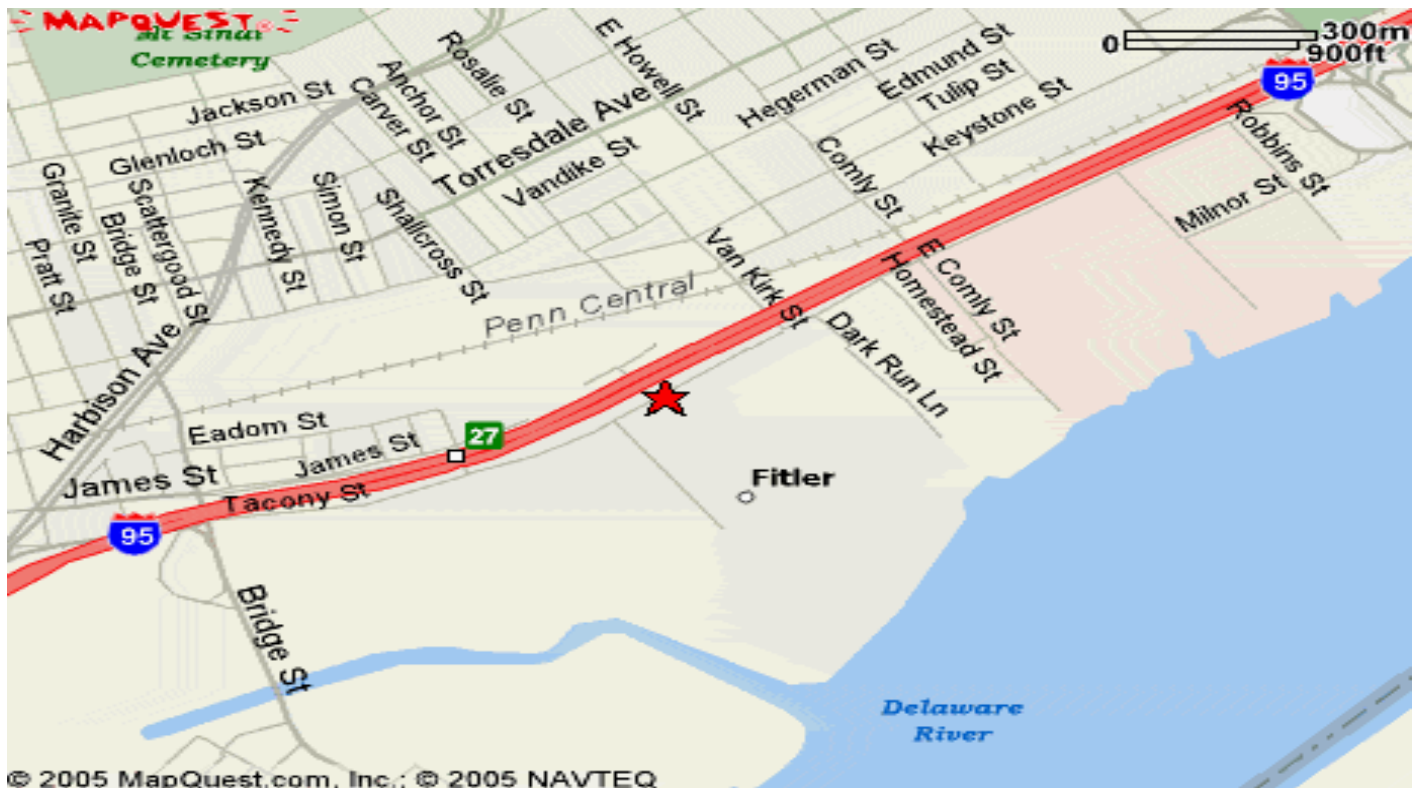 MAPQUEST
Mt Sinai
Cemetery
0
300m
900ft
95
Rosalie St
E Howell St
Hegerman St
Edmund St
Tulip St
Keystone St
Anchor St
Carver St
Torresdale Ave
Jackson St
Glenloch St
Vandike St
Comly St
Robbins St
Milnor St
Granite St
Scattergood St
Bridge St
Pratt St
Kennedy St
Simon St
Shallcross St
Van Kirk St
E Comly St
Homestead St
Penn Central
Dark Run Ln
Harbison Ave
Eadom St
James St
27
James St
Tacony St
Fitler
95
Bridge St
Delaware
River
© 2005 MapQuest.com, Inc.; © 2005 NAVTEQ